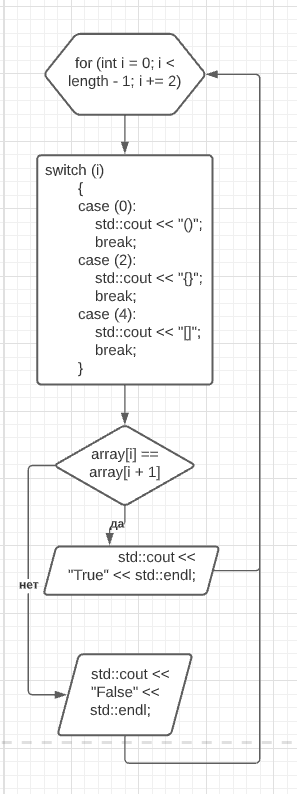 for (int i = 0; i <
length - 1; i += 2)
switch (i)
{
case (0):
std::cout << "()";
break;
case (2):
std::cout << "{}";
break;
case (4):
std::cout << "[]";
break;
}
array[i] ==
array[i + 1]
да
std::cout <<
"True" << std::endl;
нет
std::cout <<
"False" <<
std::endl;